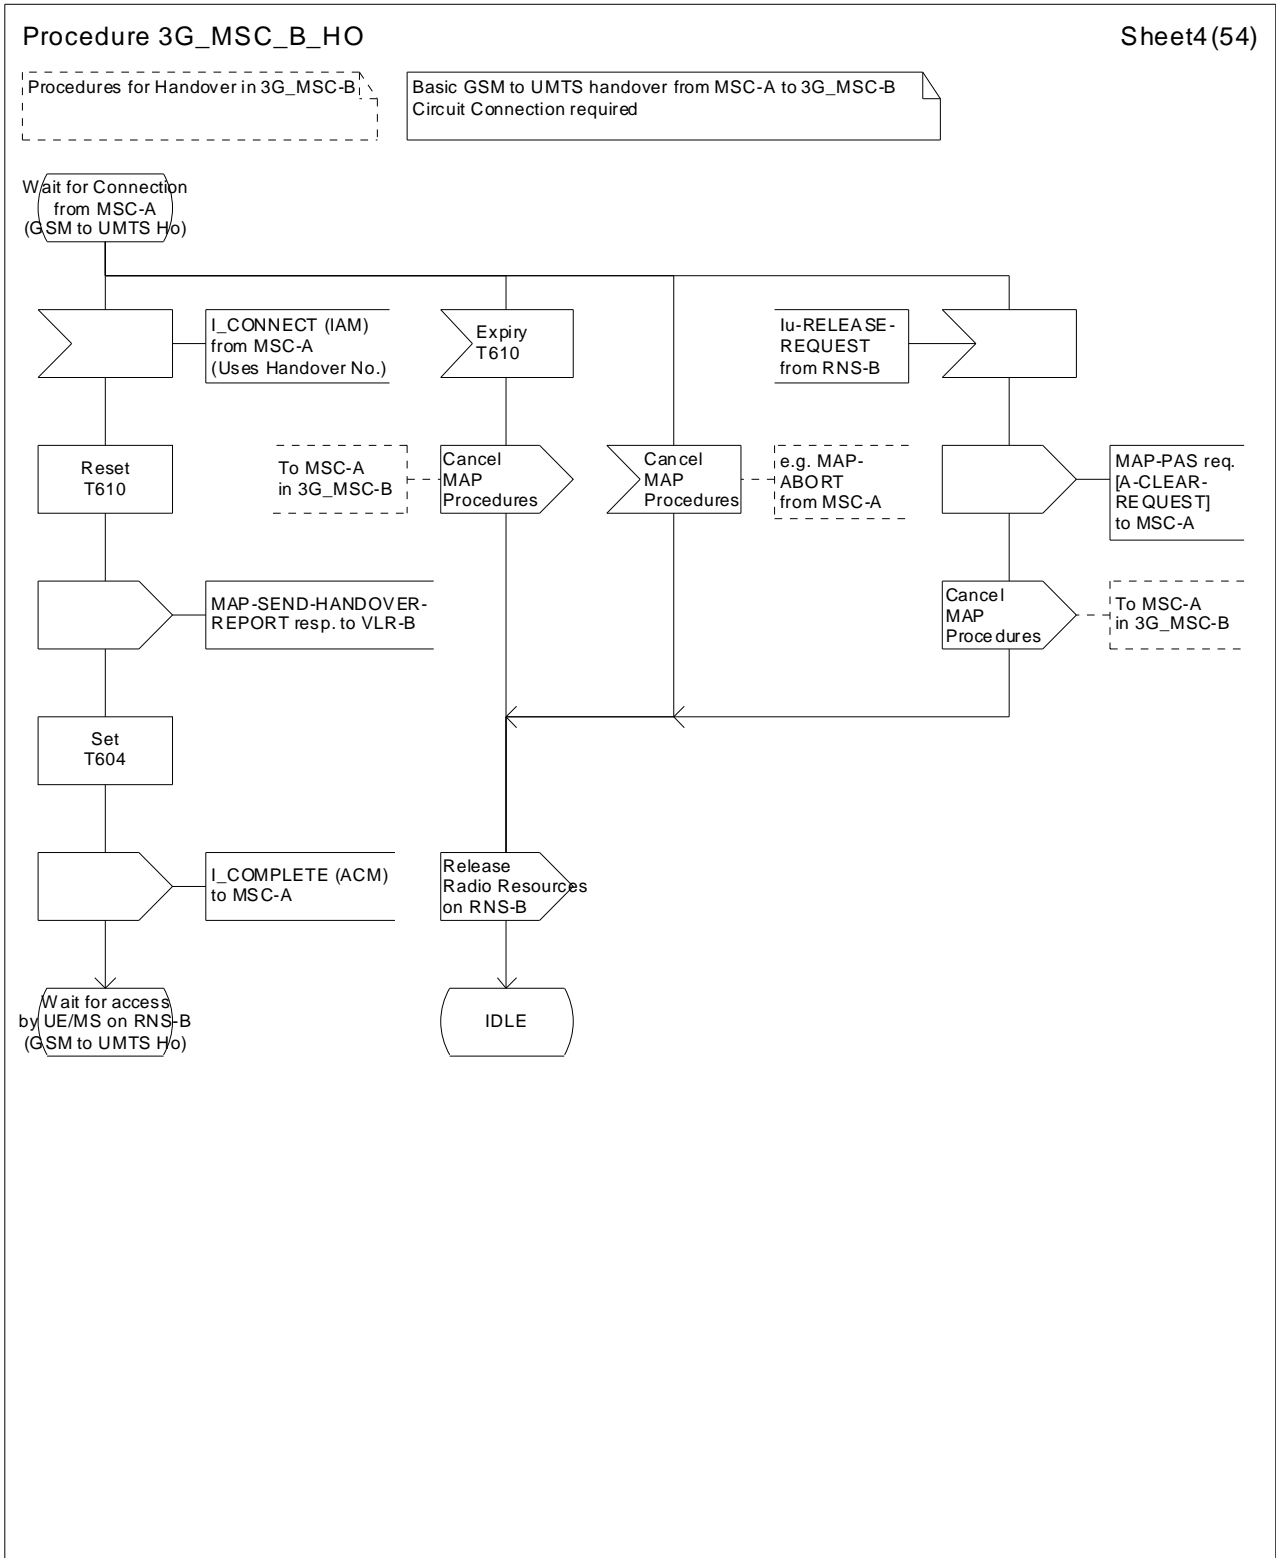 Procedure 3G_MSC_B_HO
Sheet4(54)
Procedures for Handover in 3G_MSC-B
Basic GSM to UMTS handover from MSC-A to 3G_MSC-B
Circuit Connection required
Wait for Connection
from MSC-A
(GSM to UMTS Ho)
I_CONNECT (IAM)
from MSC-A
(Uses Handover No.)
Expiry
T610
Iu-RELEASE-
REQUEST
from RNS-B
Reset
T610
To MSC-A
in 3G_MSC-B
Cancel
MAP
Procedures
Cancel
MAP
Procedures
e.g. MAP-
ABORT
from MSC-A
MAP-PAS req.
[A-CLEAR-
REQUEST]
to MSC-A
MAP-SEND-HANDOVER-
REPORT resp. to VLR-B
Cancel
MAP
Procedures
To MSC-A
in 3G_MSC-B
Set
T604
I_COMPLETE (ACM)
to MSC-A
Release
Radio Resources
on RNS-B
Wait for access
by UE/MS on RNS-B
(GSM to UMTS Ho)
IDLE